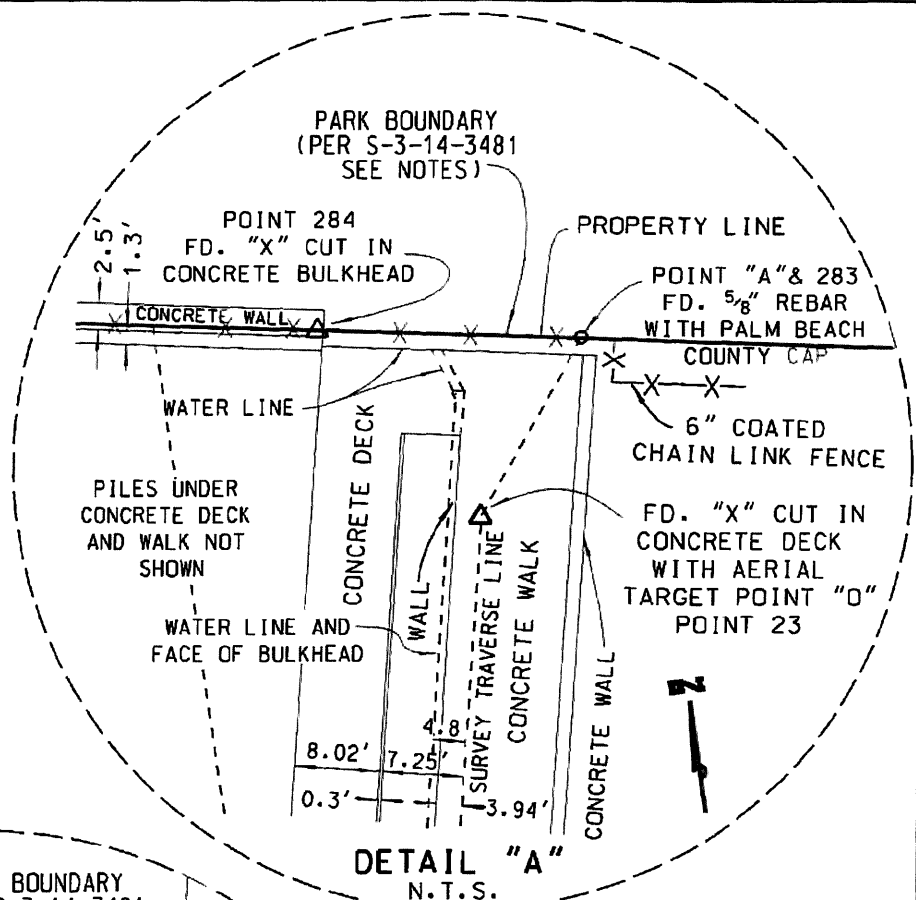 PARK BOUNDARY
(PER S-3-14-3481
SEE NOTES)
POINT 284
FD. "X" CUT IN
CONCRETE BULKHEAD
PROPERTY LINE
POINT "A"& 283
FD. 5/8" REBAR
WITH PALM BEACH
COUNTY CAP
2.5'
1.3'
CONCRETE WALL
WATER LINE
6" COATED
CHAIN LINK FENCE
CONCRETE DECK
PILES UNDER
CONCRETE DECK
AND WALK NOT
SHOWN
FD. "X" CUT IN
CONCRETE DECK
WITH AERIAL
TARGET POINT "O"
POINT 23
WALL
SURVEY TRAVERSE LINE
CONCRETE WALK
WATER LINE AND
FACE OF BULKHEAD
CONCRETE WALL
N
4.8
8.02'
7.25'
0.3'
3.94'
DETAIL "A"
N.T.S.
BOUNDARY